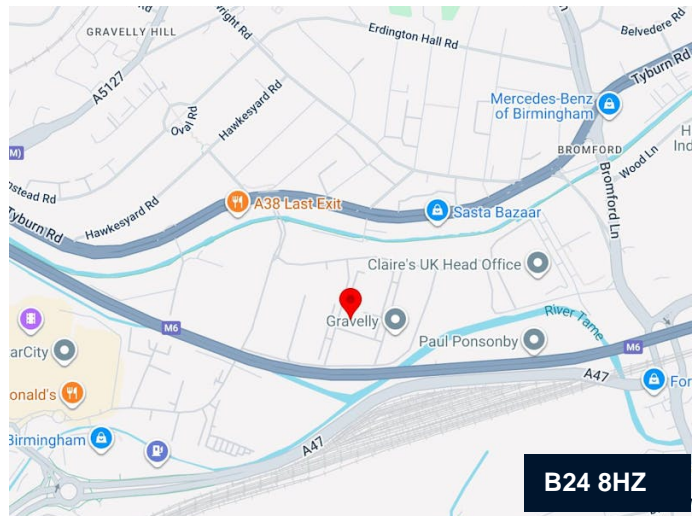 GRAVELLY HILL
Erdington Hall Rd
Belvedere Rd
Tyburn Rd
A5127
Oval Rd
Hawkesyard Rd
Mercedes-Benz
of Birmingham
BROMFORD
Wood Ln
Bromford Ln
Hawkesyard Rd
Tyburn Rd
A38 Last Exit
Sasta Bazaar
Claire's UK Head Office
Gravelly
Paul Ponsonby
River Tame
M6
M6
A47
A47
Birmingham
B24 8HZ